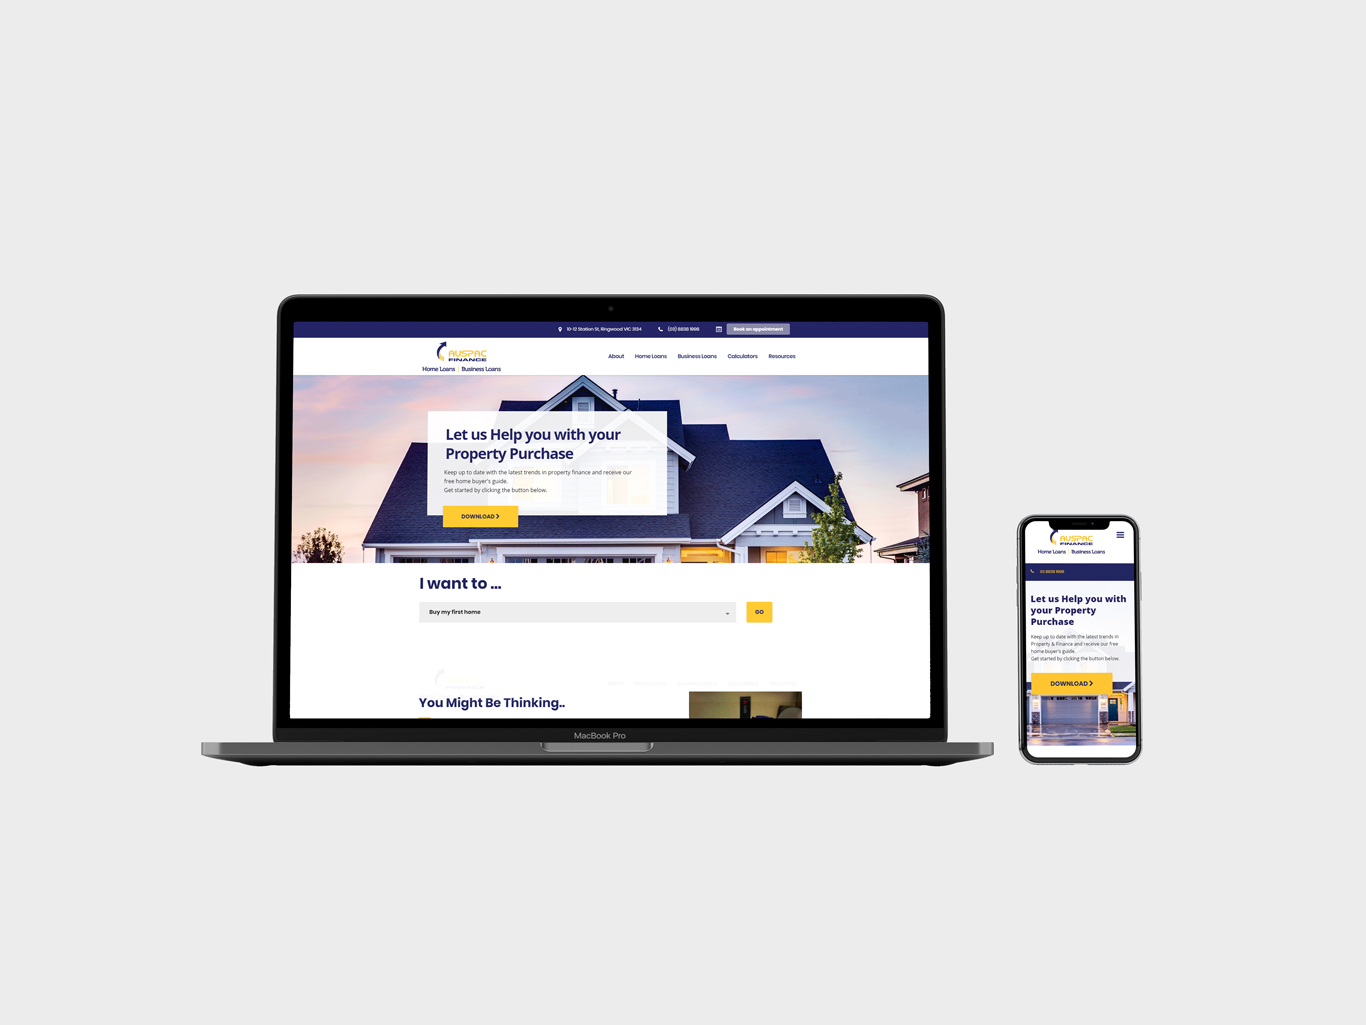 10-12 Station St, Ringwood VIC 3134
(03) 8838 1998
Book an appointment
AUSPAC
FINANCE
Home Loans | Business Loans
About
Home Loans
Business Loans
Calculators
Resources
Let us Help you with your
Property Purchase
Keep up to date with the latest trends in property finance and receive our
free home buyer's guide.
Get started by clicking the button below.
DOWNLOAD
I want to ...
Buy my first home
GO
You Might Be Thinking..
MacBook Pro
AUSPAC
FINANCE
Home Loans | Business Loans
03 8838 1998
Let us Help you with
your Property
Purchase
Keep up to date with the latest trends in
Property & Finance and receive our free
home buyer's guide.
Get started by clicking the button below.
DOWNLOAD